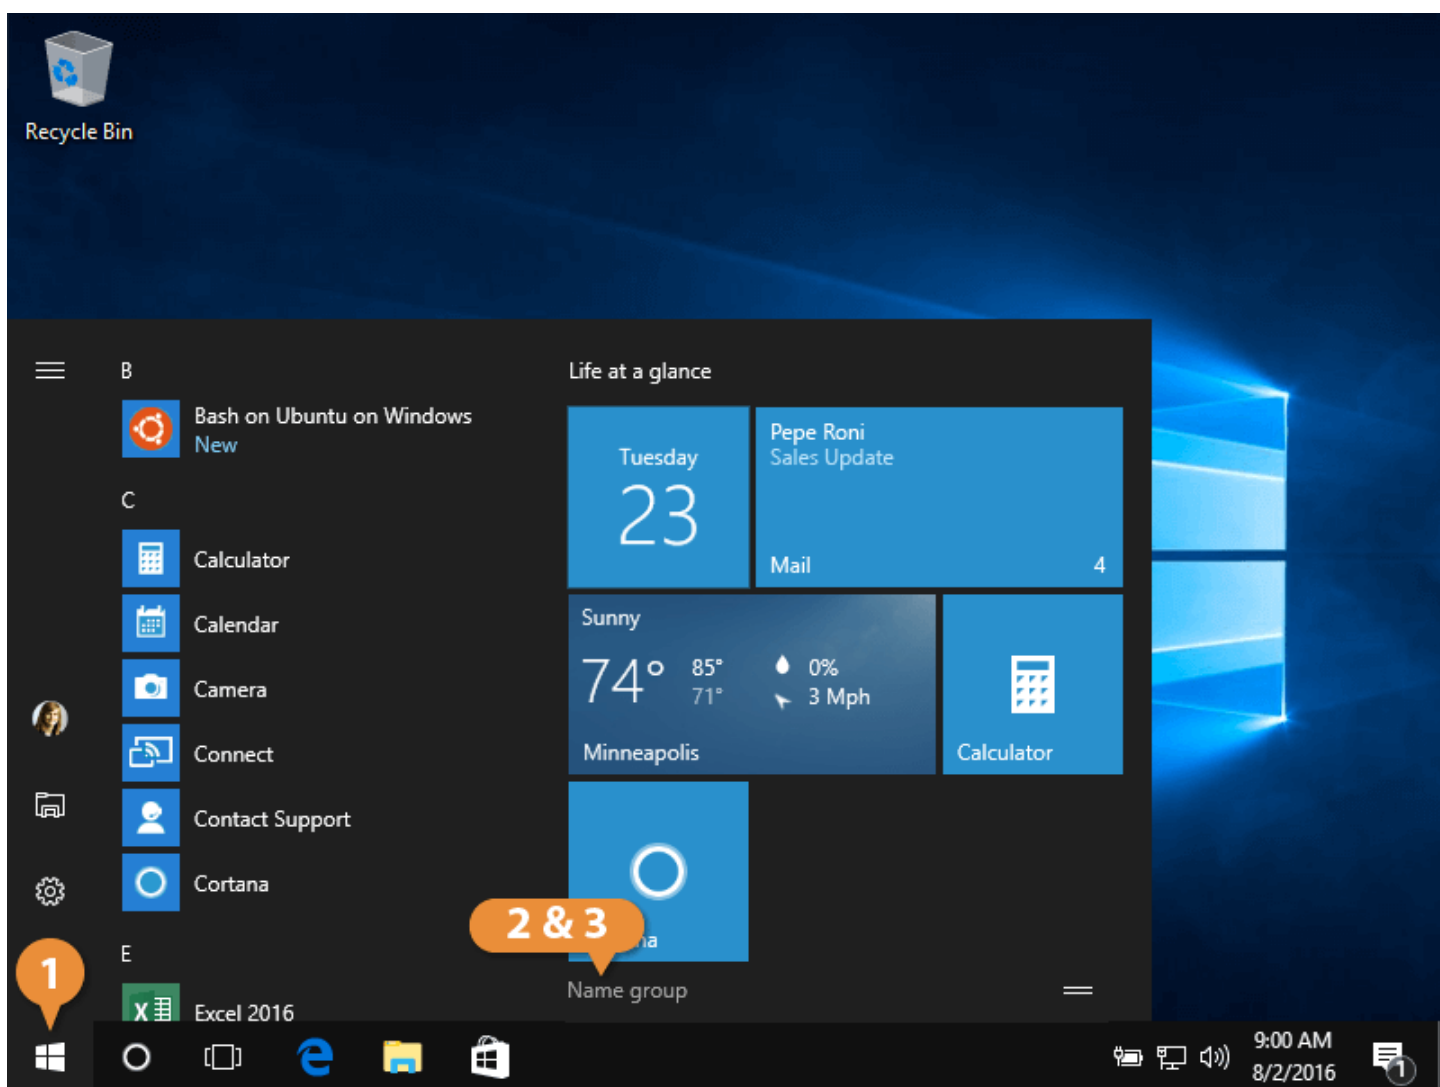 Recycle Bin
B
Bash on Ubuntu on Windows
New
C
Calculator
Calendar
Camera
Connect
Contact Support
Cortana
E
Excel 2016
Life at a glance
Tuesday
23
Pepe Roni
Sales Update
Mail 4
Sunny
74° 85° 0%
71° 3 Mph
Minneapolis
Calculator
2 & 3
na
Name group
1
9:00 AM
8/2/2016
1